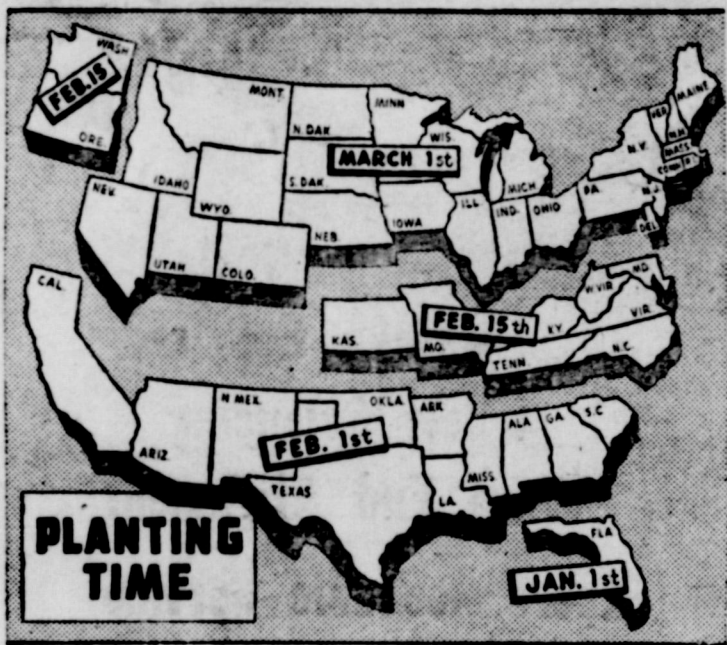 WASH
FEB. 15
ORE.
MONT.
N. DAK.
MINN
WIS.
MARCH 1st
S. DAK.
IDAHO
WYO.
NEB.
IOWA
ILL.
IND.
OHIO
MICH
PA.
N.Y.
VER.
N.H.
MAINE
MASS
CONN
R.I.
N.J.
DEL
NEV.
UTAH
COLO.
CAL.
KAS.
MO.
FEB. 15th
KY.
W.VIR.
MD.
VIR.
TENN.
N.C.
N MEX.
OKLA.
ARK.
ARIZ.
FEB. 1st
TEXAS
LA.
MISS.
ALA
GA.
S.C
PLANTING
TIME
FLA
JAN. 1st